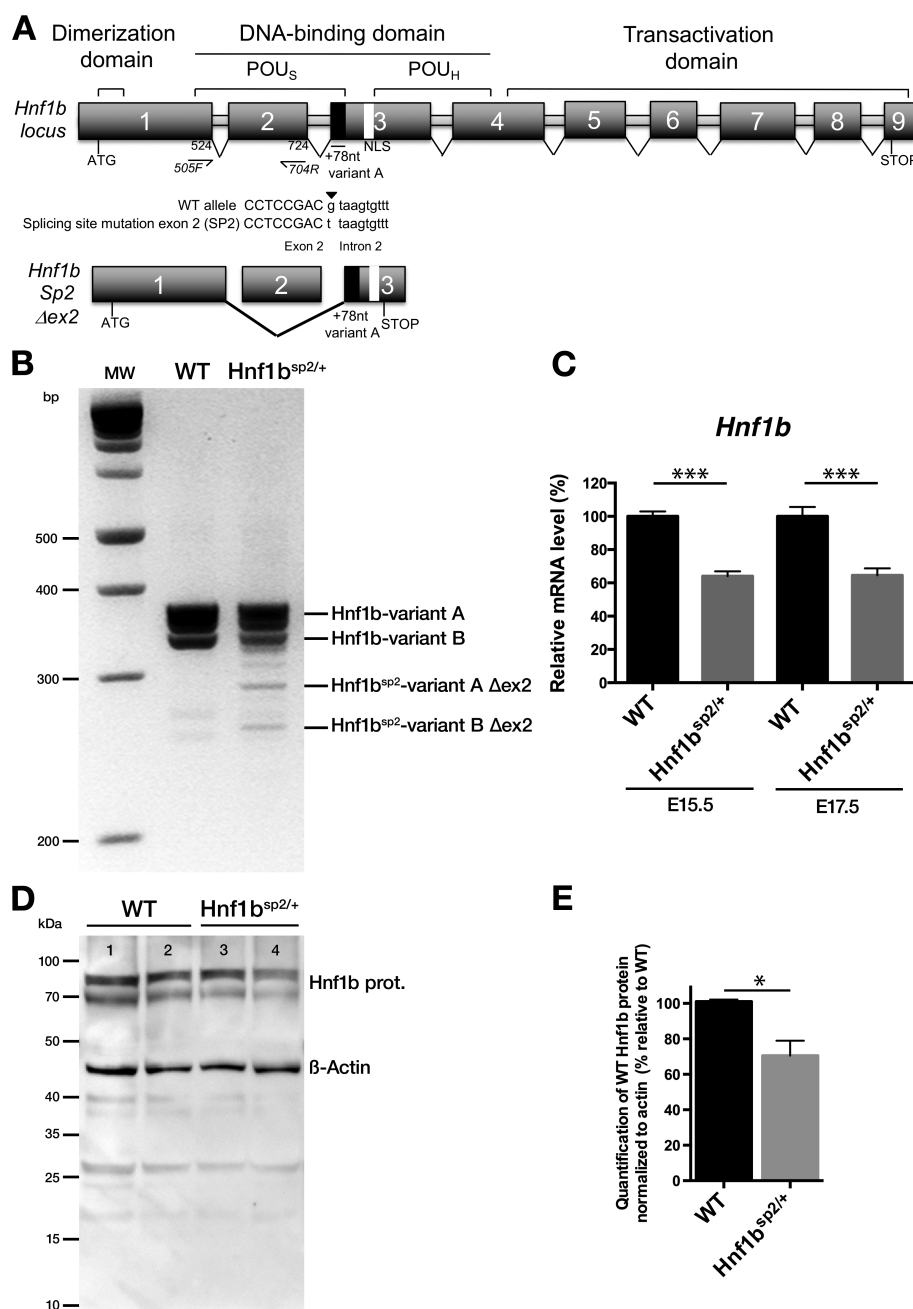 A
Dimerization domain
DNA-binding domain
Transactivation domain
POUS
POUH
Hnf1b locus
1
2
3
4
5
6
7
8
9
ATG
524
505F
724
704R
+78nt
variant A
NLS
STOP
WT allele CCTCCGAC g taagtgttt
Splicing site mutation exon 2 (SP2) CCTCCGAC t taagtgttt
Exon 2 Intron 2
Hnf1b
Sp2
Δex2
1
2
3
ATG
+78nt
variant A
STOP
B
MW
WT
Hnf1bsp2/+
bp
500
400
300
200
Hnf1b-variant A
Hnf1b-variant B
Hnf1bsp2-variant A Δex2
Hnf1bsp2-variant B Δex2
C
Hnf1b
Relative mRNA level (%)
120
100
80
60
40
20
0
***
***
WT
Hnf1bsp2/+
WT
Hnf1bsp2/+
E15.5
E17.5
D
WT
Hnf1bsp2/+
kDa
1
2
3
4
100
70
50
40
35
25
15
10
Hnf1b prot.
ß-Actin
E
Quantification of WT Hnf1b protein
normalized to actin (% relative to WT)
100
80
60
40
20
0
*
WT
Hnf1bsp2/+